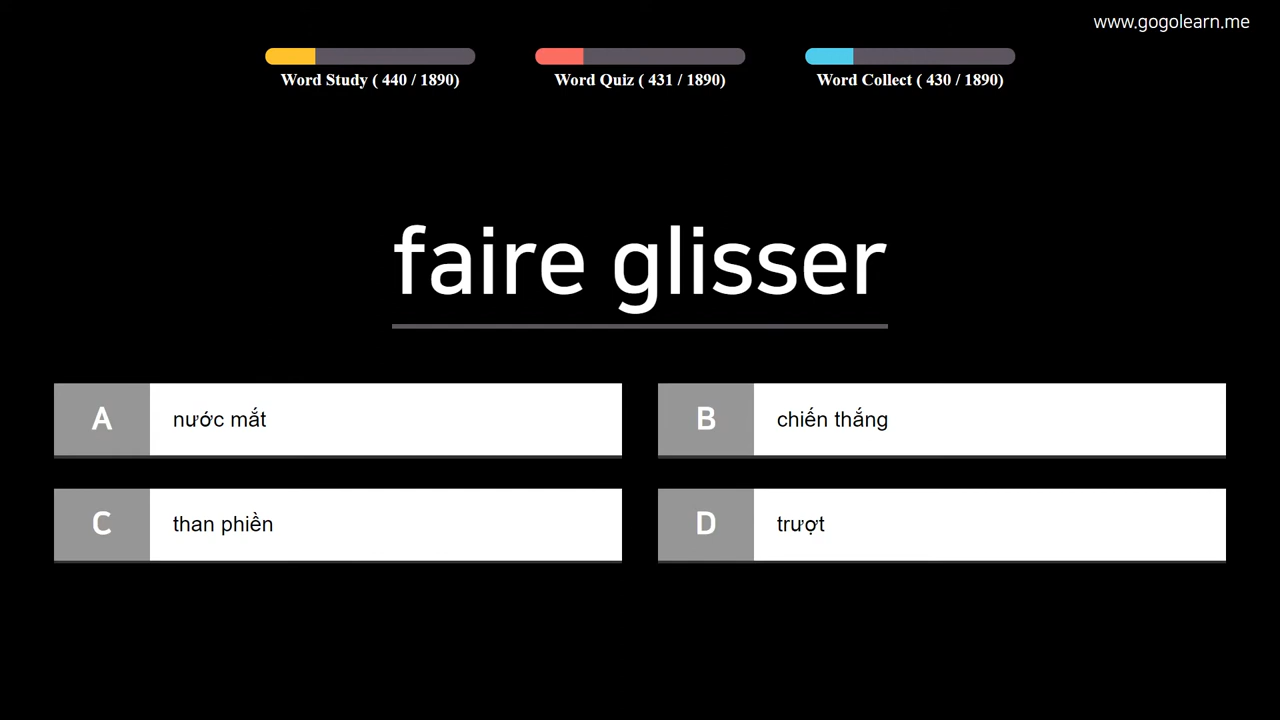 www.gogolearn.me
Word Study ( 440 / 1890)
Word Quiz ( 431 / 1890)
Word Collect ( 430 / 1890)
faire glisser
A nước mắt
B chiến thắng
C than phiền
D trượt